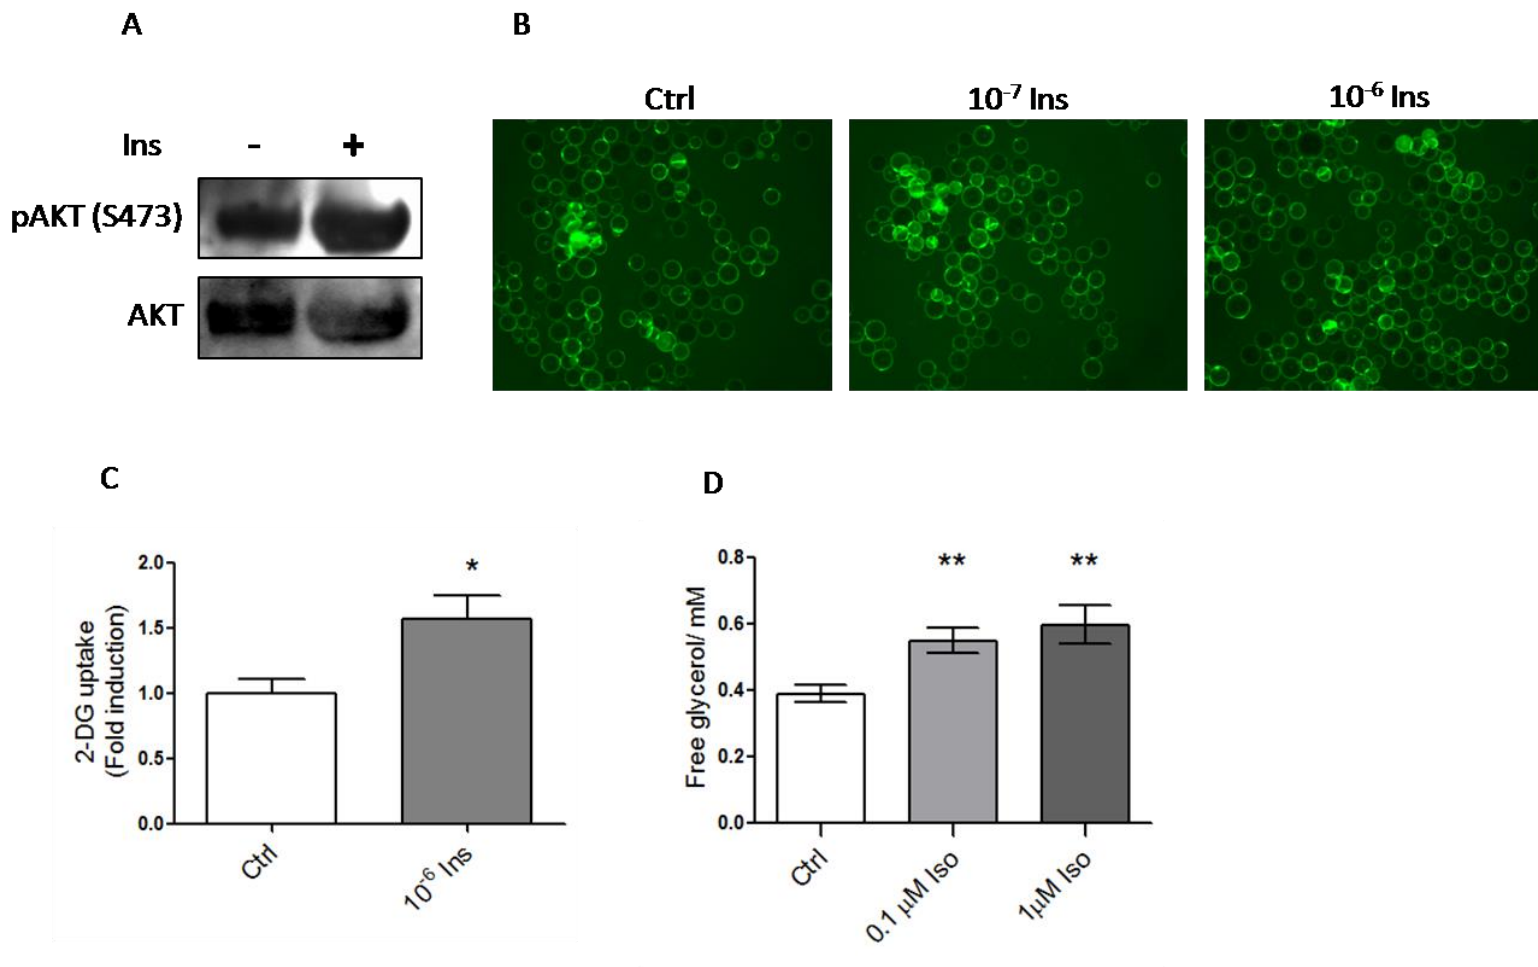 A
B
Ctrl
10⁻⁷ Ins
10⁻⁶ Ins
Ins - +
pAKT (S473)
AKT
C
D
2-DG uptake
(Fold induction)
2.0
1.5
1.0
0.5
0.0
*
Ctrl
10⁻⁶ Ins
Free glycerol/ mM
0.8
0.6
0.4
0.2
0.0
**
**
Ctrl
0.1 µM Iso
1µM Iso